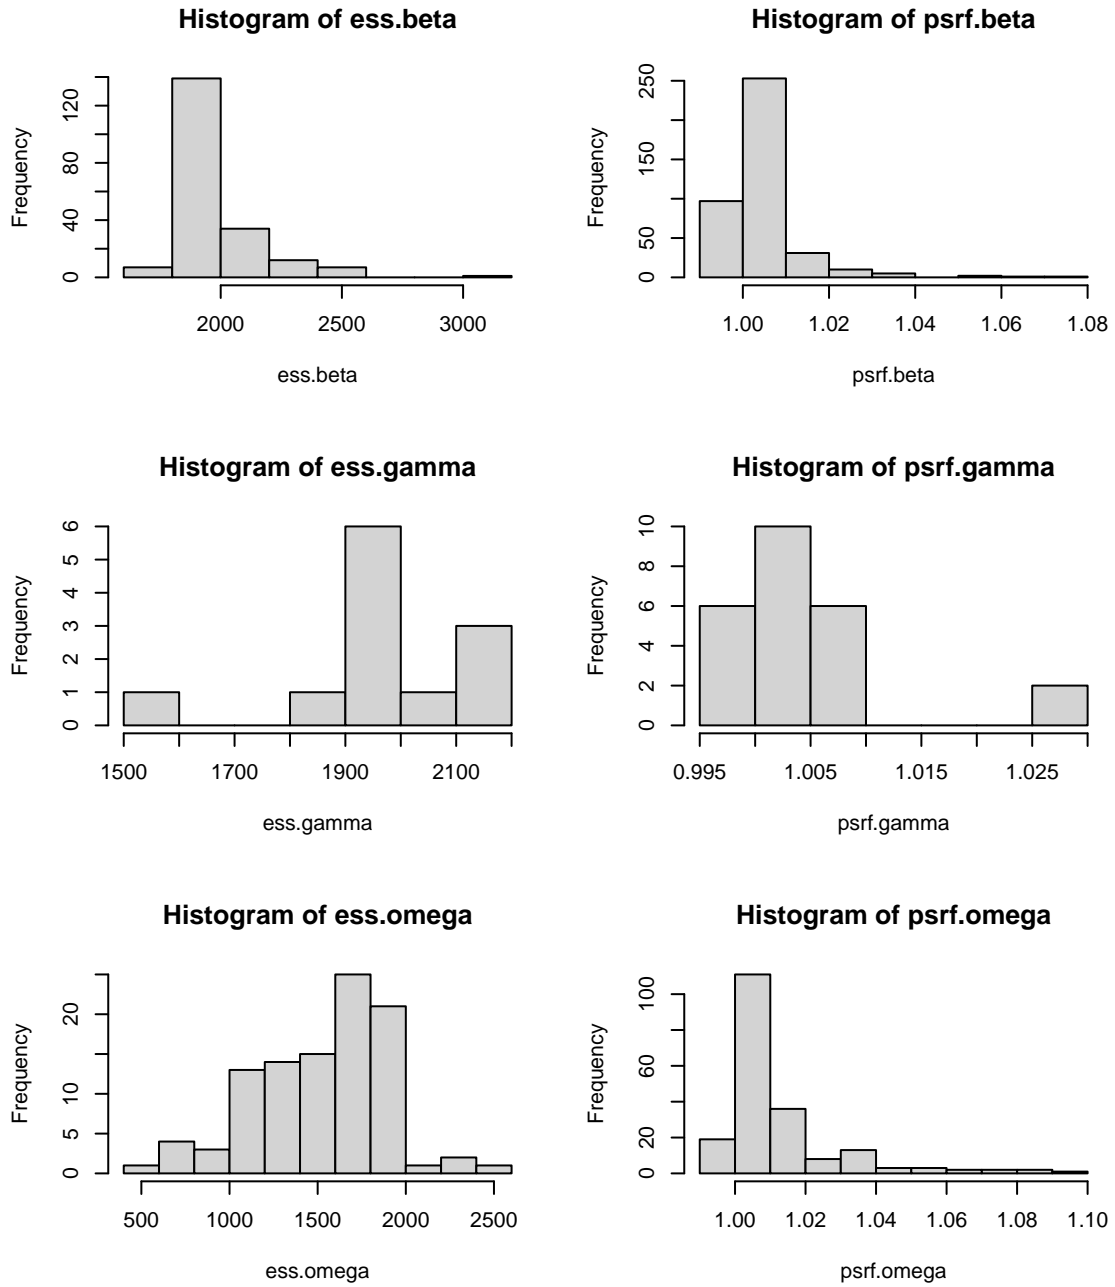 Histogram of ess.beta
Frequency
0 40 80 120
2000 2500 3000
ess.beta
Histogram of psrf.beta
Frequency
0 50 150 250
1.00 1.02 1.04 1.06 1.08
psrf.beta
Histogram of ess.gamma
Frequency
0 1 2 3 4 5 6
1500 1700 1900 2100
ess.gamma
Histogram of psrf.gamma
Frequency
0 2 4 6 8 10
0.995 1.005 1.015 1.025
psrf.gamma
Histogram of ess.omega
Frequency
0 5 10 20
500 1000 1500 2000 2500
ess.omega
Histogram of psrf.omega
Frequency
0 20 60 100
1.00 1.02 1.04 1.06 1.08 1.10
psrf.omega